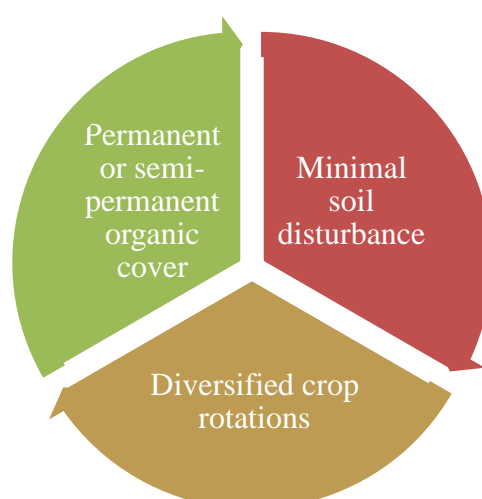 Permanent
or semi-
permanent
organic
cover
Minimal
soil
disturbance
Diversified crop
rotations